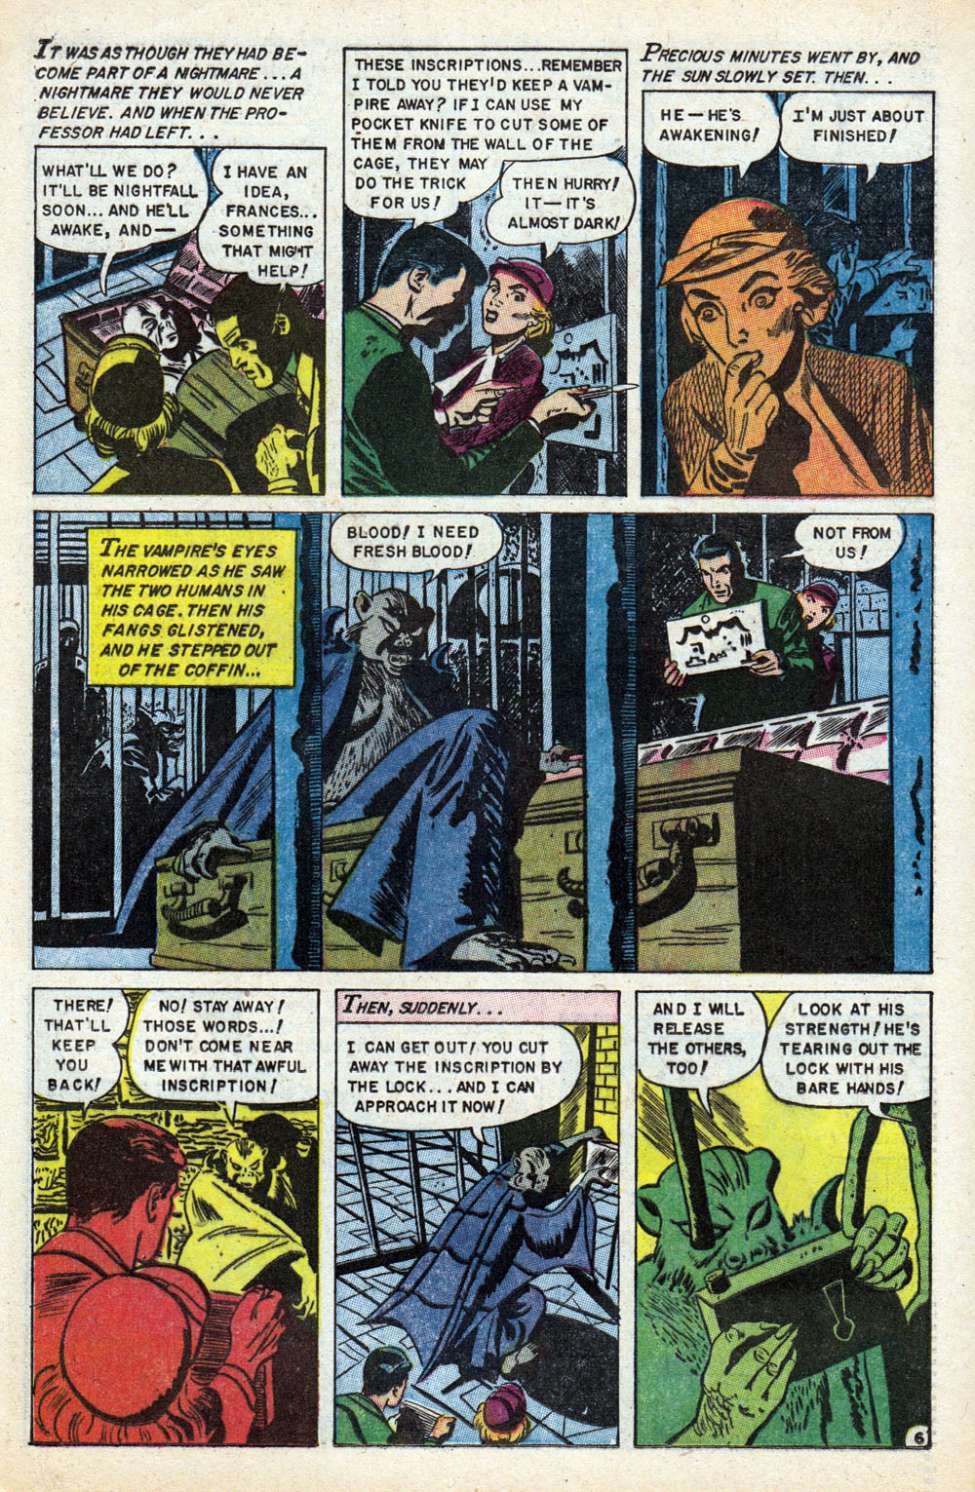 IT WAS AS THOUGH THEY HAD BE-
COME PART OF A NIGHTMARE... A
NIGHTMARE THEY WOULD NEVER
BELIEVE. AND WHEN THE PRO-
FESSOR HAD LEFT...
WHAT'LL WE DO?
IT'LL BE NIGHTFALL
SOON... AND HE'LL
AWAKE, AND—
I HAVE AN
IDEA,
FRANCES...
SOMETHING
THAT MIGHT
HELP!
THESE INSCRIPTIONS...REMEMBER
I TOLD YOU THEY'D KEEP A VAM-
PIRE AWAY? IF I CAN USE MY
POCKET KNIFE TO CUT SOME OF
THEM FROM THE WALL OF THE
CAGE, THEY MAY
DO THE TRICK
FOR US!
THEN HURRY!
IT—IT'S
ALMOST DARK!
PRECIOUS MINUTES WENT BY, AND
THE SUN SLOWLY SET. THEN...
HE—HE'S
AWAKENING!
I'M JUST ABOUT
FINISHED!
THE VAMPIRE'S EYES
NARROWED AS HE SAW
THE TWO HUMANS IN
HIS CAGE. THEN HIS
FANGS GLISTENED,
AND HE STEPPED OUT
OF THE COFFIN...
BLOOD! I NEED
FRESH BLOOD!
NOT FROM
US!
THERE!
THAT'LL
KEEP
YOU
BACK!
NO! STAY AWAY!
THOSE WORDS...!
DON'T COME NEAR
ME WITH THAT AWFUL
INSCRIPTION!
THEN, SUDDENLY...
I CAN GET OUT! YOU CUT
AWAY THE INSCRIPTION BY
THE LOCK...AND I CAN
APPROACH IT NOW!
AND I WILL
RELEASE
THE OTHERS,
TOO!
LOOK AT HIS
STRENGTH! HE'S
TEARING OUT THE
LOCK WITH HIS
BARE HANDS!
6